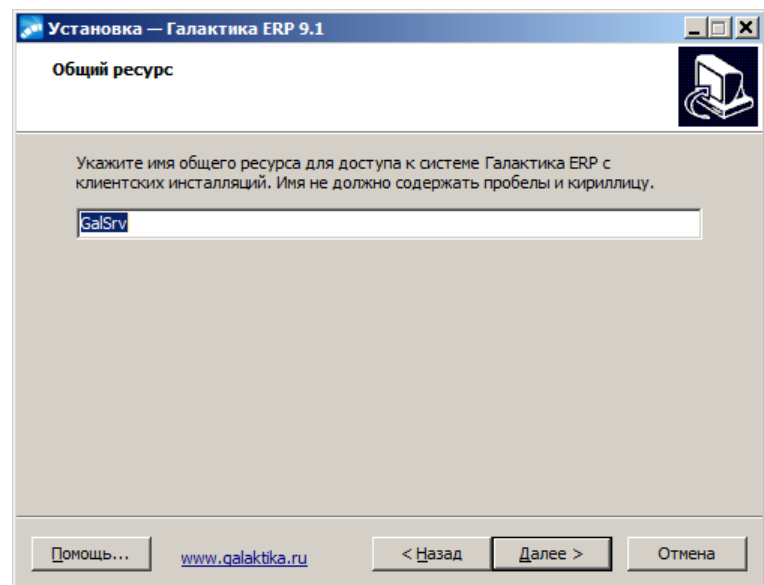 Установка — Галактика ERP 9.1
Общий ресурс
Укажите имя общего ресурса для доступа к системе Галактика ERP с
клиентских инсталляций. Имя не должно содержать пробелы и кириллицу.
GalSrv
Помощь... www.galaktika.ru < Назад Далее > Отмена